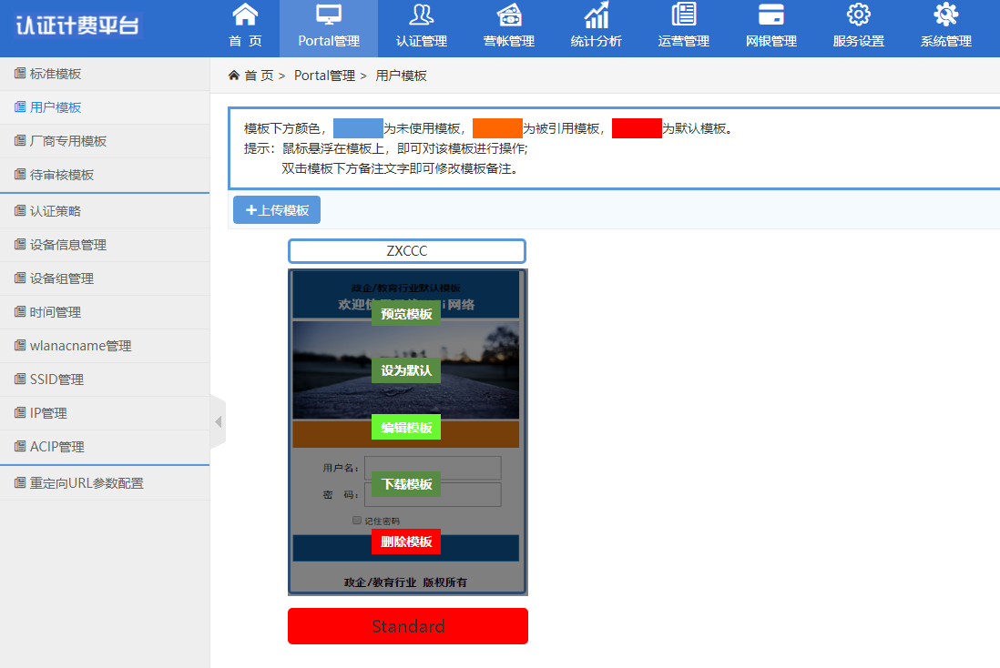 认证计费平台
首 页
Portal管理
认证管理
营帐管理
统计分析
运营管理
网银管理
服务设置
系统管理
标准模板
用户模板
厂商专用模板
待审核模板
认证策略
设备信息管理
设备组管理
时间管理
wlanacname管理
SSID管理
IP管理
ACIP管理
重定向URL参数配置
首 页 > Portal管理 > 用户模板
模板下方颜色，为未使用模板，为被引用模板，为默认模板。
提示：鼠标悬浮在模板上，即可对该模板进行操作;
双击模板下方备注文字即可修改模板备注。
上传模板
ZXCCC
政企/教育行业默认模板
欢迎 网络
预览模板
设为默认
编辑模板
用户名：
下载模板
密 码：
记住密码
删除模板
政企/教育行业 版权所有
Standard